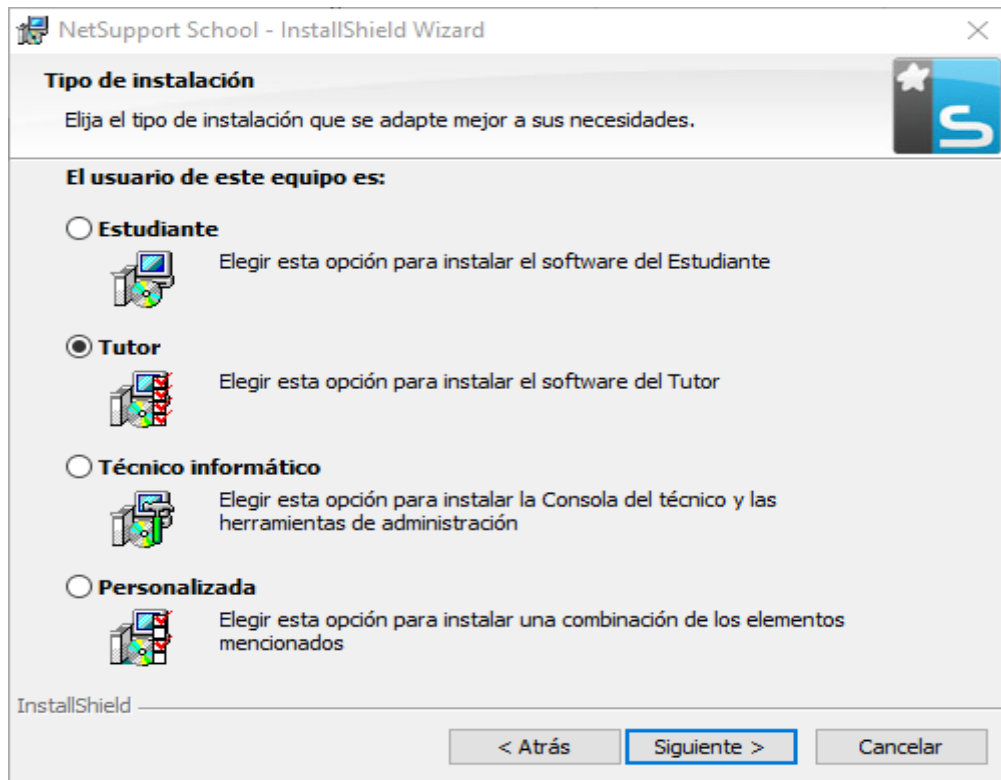 NetSupport School - InstallShield Wizard
Tipo de instalación
Elija el tipo de instalación que se adapte mejor a sus necesidades.
S
El usuario de este equipo es:
Estudiante
Elegir esta opción para instalar el software del Estudiante
Tutor
Elegir esta opción para instalar el software del Tutor
Técnico informático
Elegir esta opción para instalar la Consola del técnico y las
herramientas de administración
Personalizada
Elegir esta opción para instalar una combinación de los elementos
mencionados
InstallShield
< Atrás
Siguiente >
Cancelar